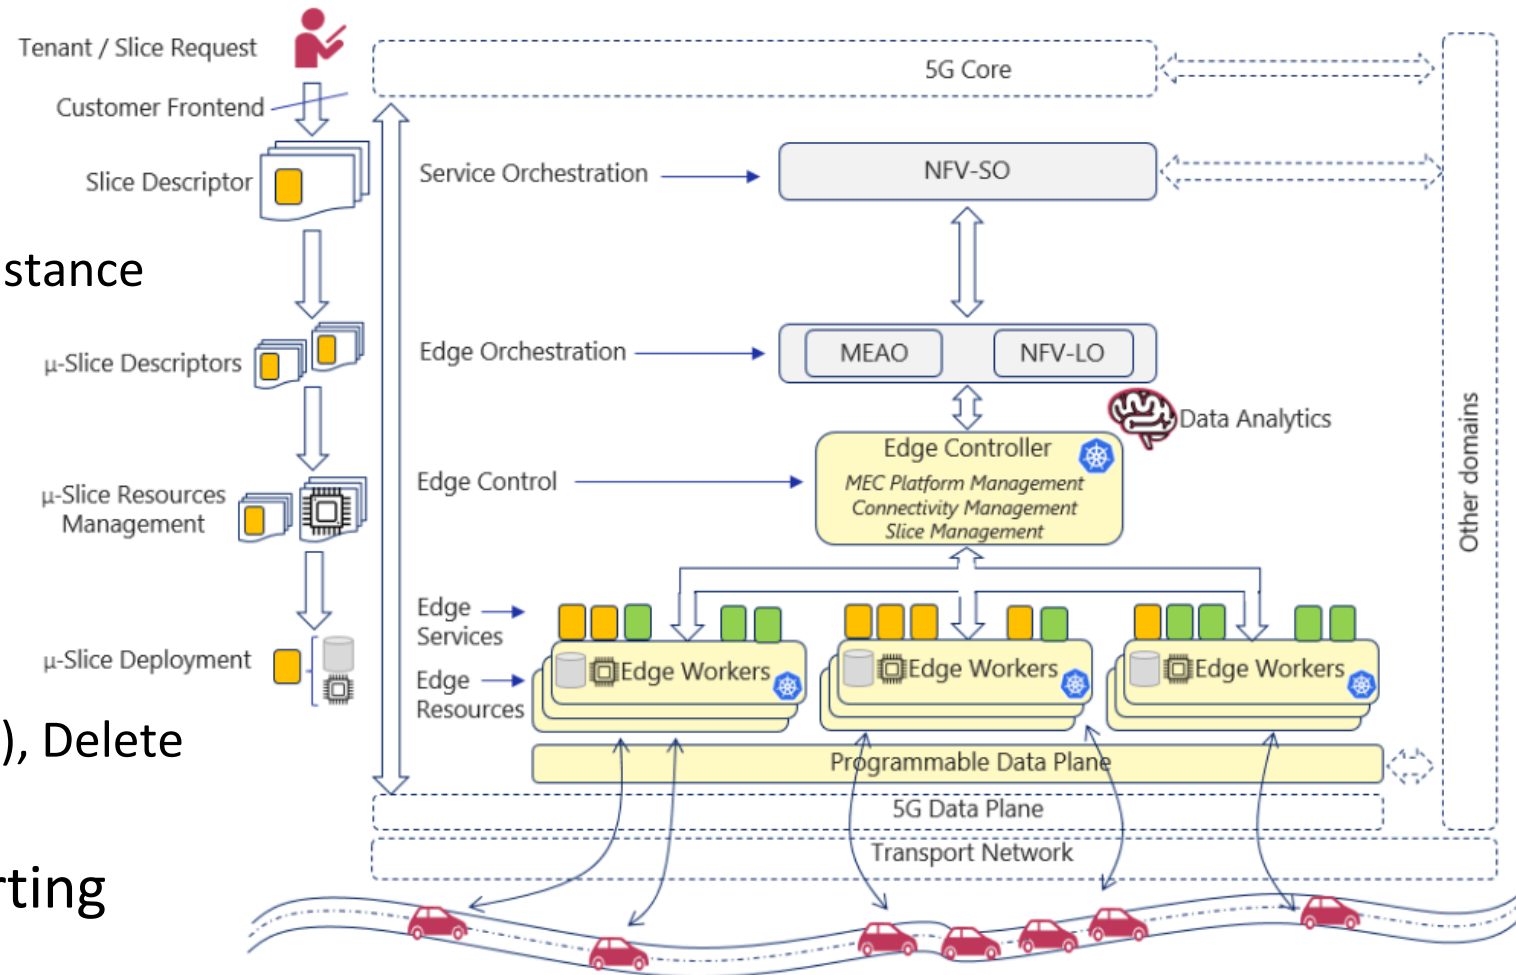 Tenant / Slice Request
Customer Frontend
Slice Descriptor
stance
μ-Slice Descriptors
μ-Slice Resources
Management
μ-Slice Deployment
), Delete
rting
5G Core
Service Orchestration
NFV-SO
Edge Orchestration
MEAO
NFV-LO
Data Analytics
Edge Control
Edge Controller
MEC Platform Management
Connectivity Management
Slice Management
Edge
Services
Edge
Resources
Edge Workers
Edge Workers
Edge Workers
Programmable Data Plane
5G Data Plane
Transport Network
Other domains